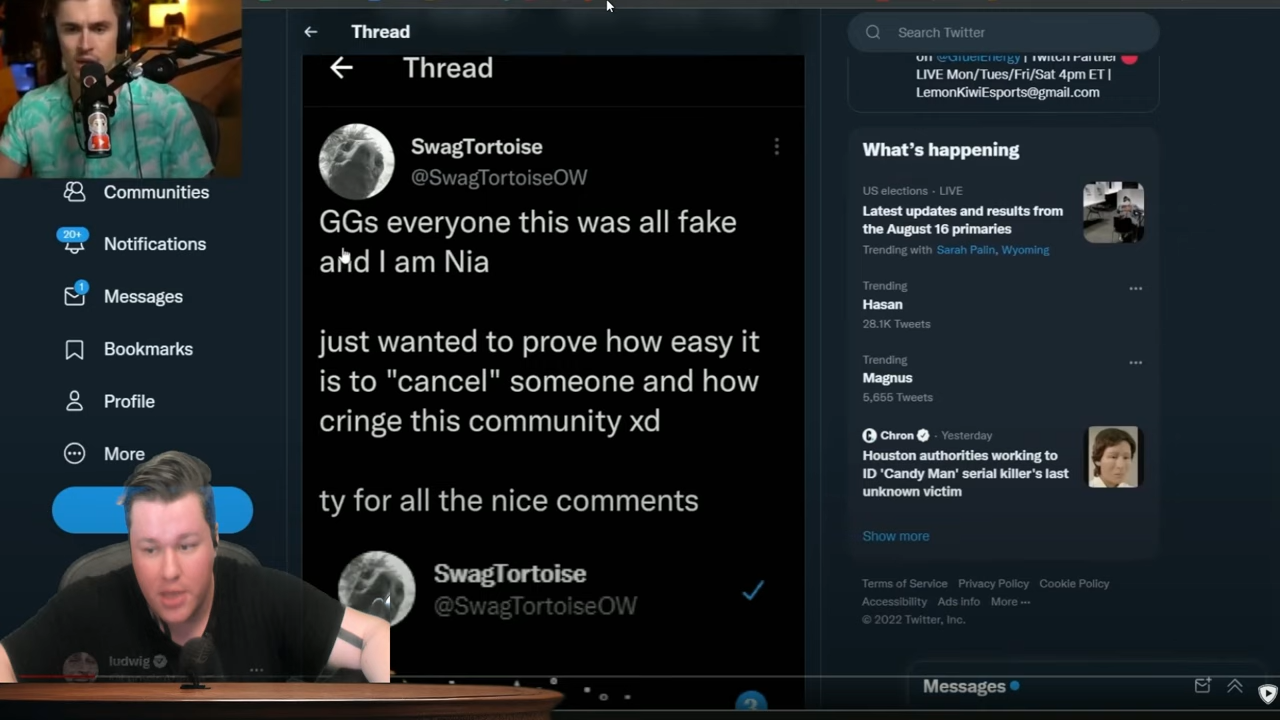 Thread
Thread
SwagTortoise
@SwagTortoiseOW
GGs everyone this was all fake
and I am Nia
just wanted to prove how easy it
is to "cancel" someone and how
cringe this community xd
ty for all the nice comments
SwagTortoise
@SwagTortoiseOW
Communities
20+
Notifications
1
Messages
Bookmarks
Profile
More
ludwig
Search Twitter
on @GfuelEnergy | Twitch Partner
LIVE Mon/Tues/Fri/Sat 4pm ET |
LemonKiwiEsports@gmail.com
What's happening
US elections · LIVE
Latest updates and results from
the August 16 primaries
Trending with Sarah Palin, Wyoming
Trending
Hasan
28.1K Tweets
Trending
Magnus
5,655 Tweets
Chron · Yesterday
Houston authorities working to
ID 'Candy Man' serial killer's last
unknown victim
Show more
Terms of Service Privacy Policy Cookie Policy
Accessibility Ads info More ···
© 2022 Twitter, Inc.
Messages